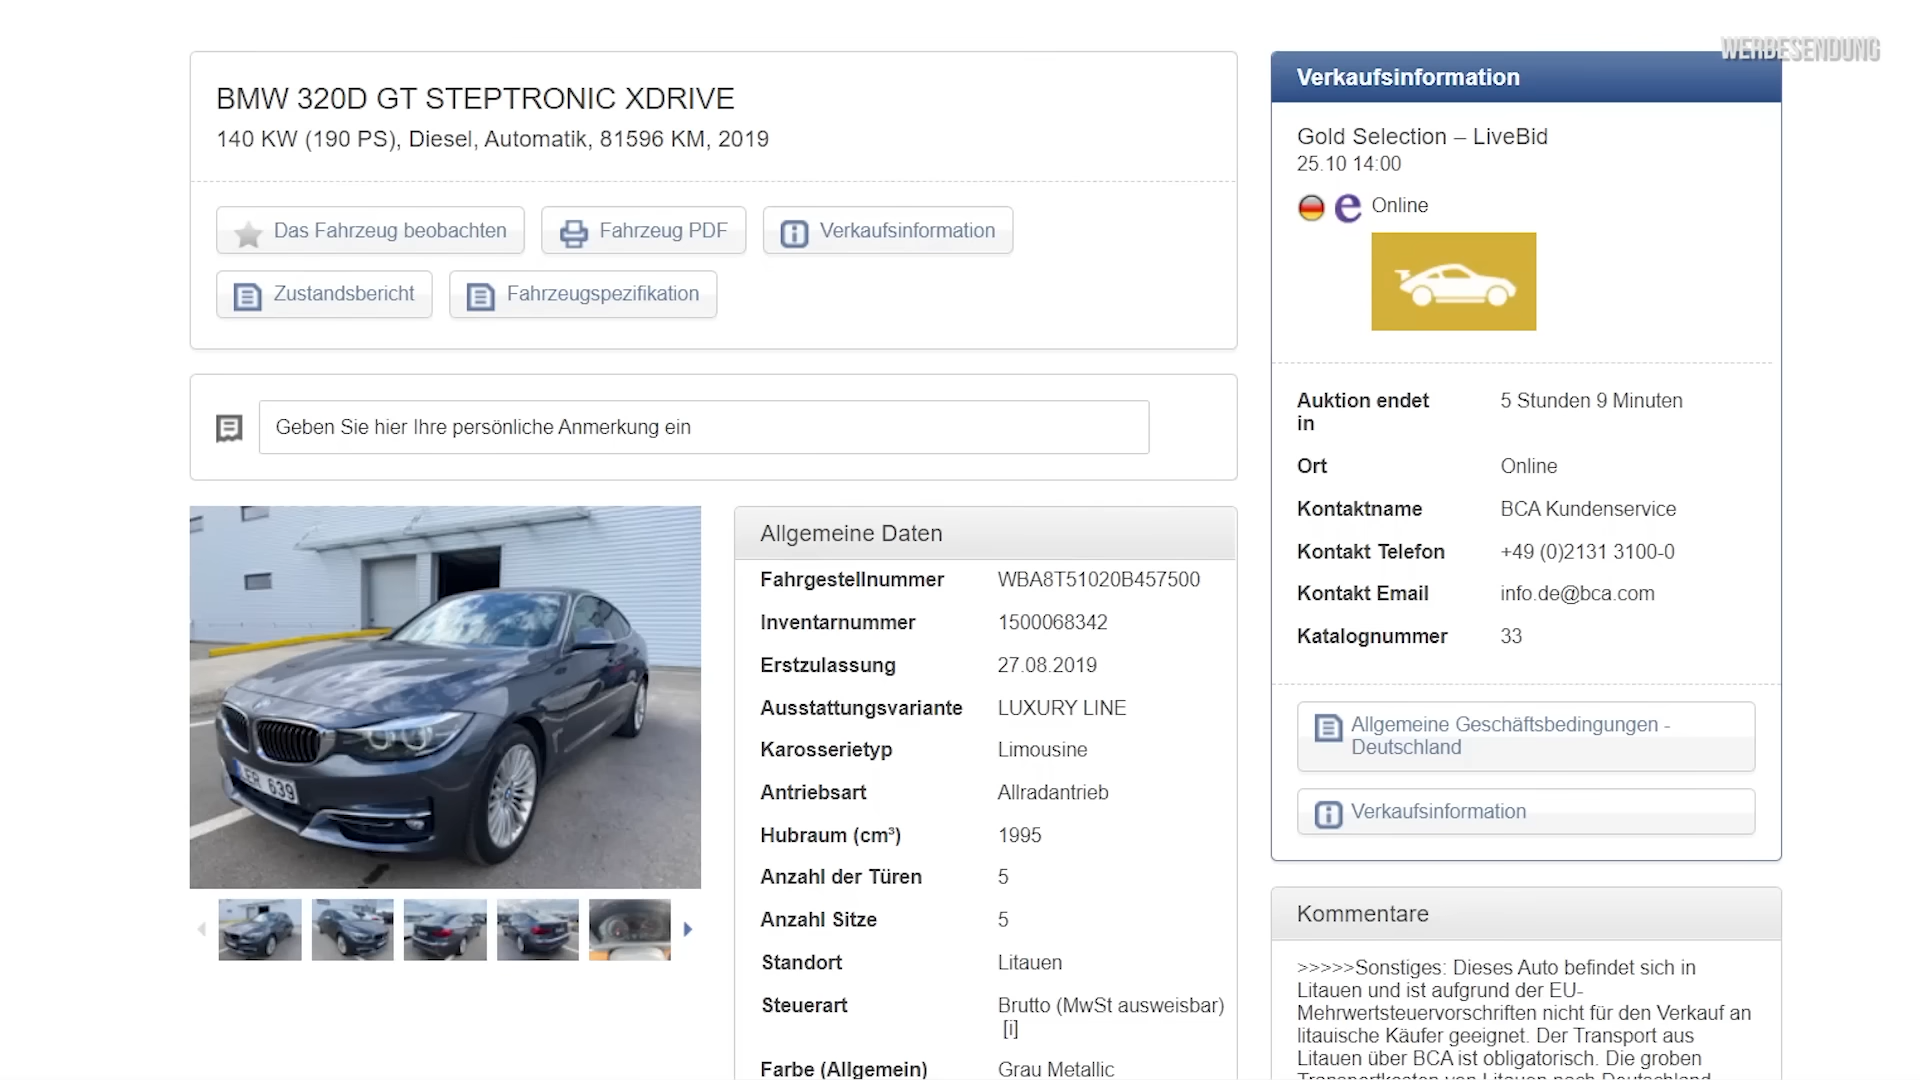 WERBESENDUNG
BMW 320D GT STEPTRONIC XDRIVE
140 KW (190 PS), Diesel, Automatik, 81596 KM, 2019
Das Fahrzeug beobachten
Fahrzeug PDF
Verkaufsinformation
Zustandsbericht
Fahrzeugspezifikation
Geben Sie hier Ihre persönliche Anmerkung ein
LER 639
Allgemeine Daten
Fahrgestellnummer WBA8T51020B457500
Inventarnummer 1500068342
Erstzulassung 27.08.2019
Ausstattungsvariante LUXURY LINE
Karosserietyp Limousine
Antriebsart Allradantrieb
Hubraum (cm³) 1995
Anzahl der Türen 5
Anzahl Sitze 5
Standort Litauen
Steuerart Brutto (MwSt ausweisbar)
[i]
Farbe (Allgemein) Grau Metallic
Verkaufsinformation
Gold Selection – LiveBid
25.10 14:00
e Online
Auktion endet 5 Stunden 9 Minuten
in
Ort Online
Kontaktname BCA Kundenservice
Kontakt Telefon +49 (0)2131 3100-0
Kontakt Email info.de@bca.com
Katalognummer 33
Allgemeine Geschäftsbedingungen -
Deutschland
Verkaufsinformation
Kommentare
>>>>>Sonstiges: Dieses Auto befindet sich in
Litauen und ist aufgrund der EU-
Mehrwertsteuervorschriften nicht für den Verkauf an
litauische Käufer geeignet. Der Transport aus
Litauen über BCA ist obligatorisch. Die groben
Transportkosten von Litauen nach Deutschland